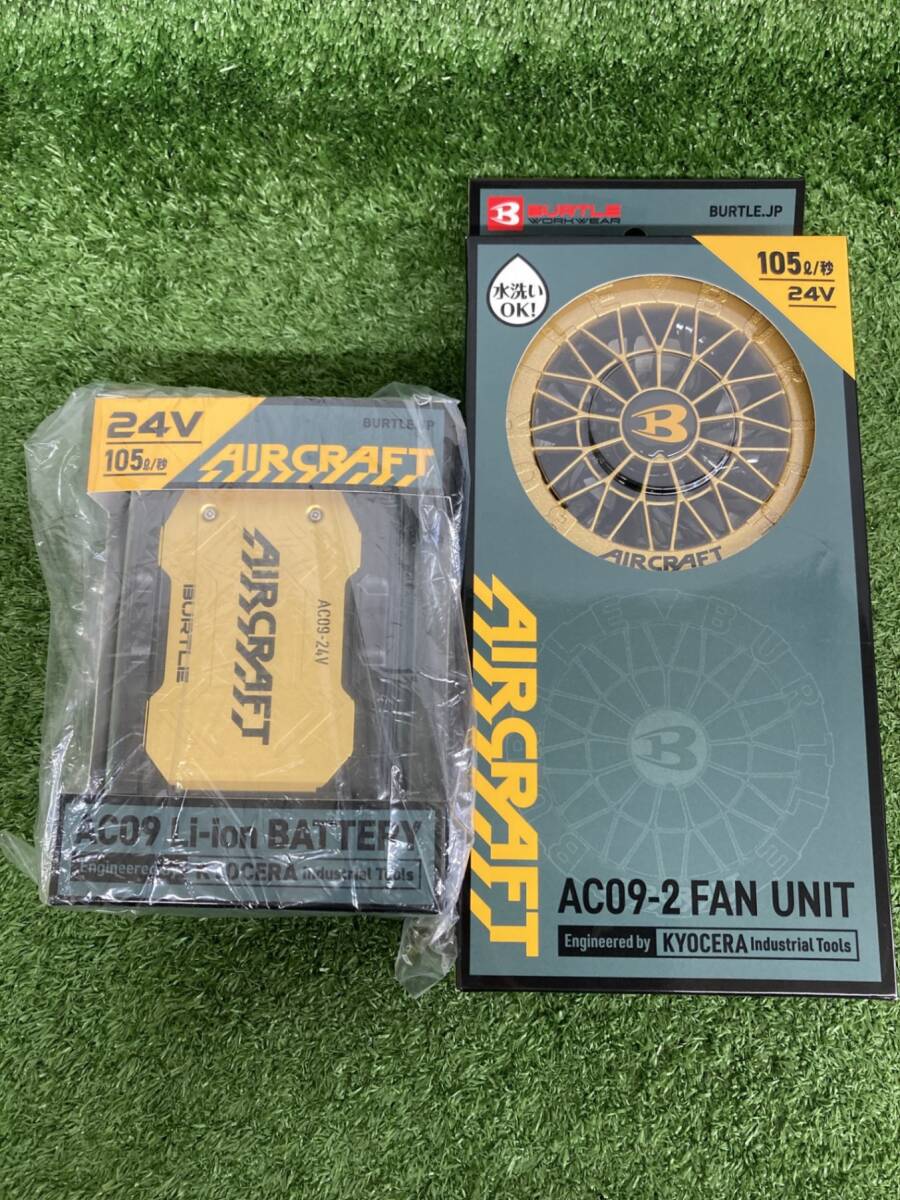 24V
105ℓ/秒
BURTLE.JP
AIRCRAFT
AIRCRAFT
BURTLE
AC09-24V
AC09 Li-ion BATTERY
Engineered by KYOCERA Industrial Tools
B BURTLE
WORKWEAR
BURTLE.JP
水洗い
OK!
105ℓ/秒
24V
B
AIRCRAFT
AIRCRAFT
B
AC09-2 FAN UNIT
Engineered by KYOCERA Industrial Tools